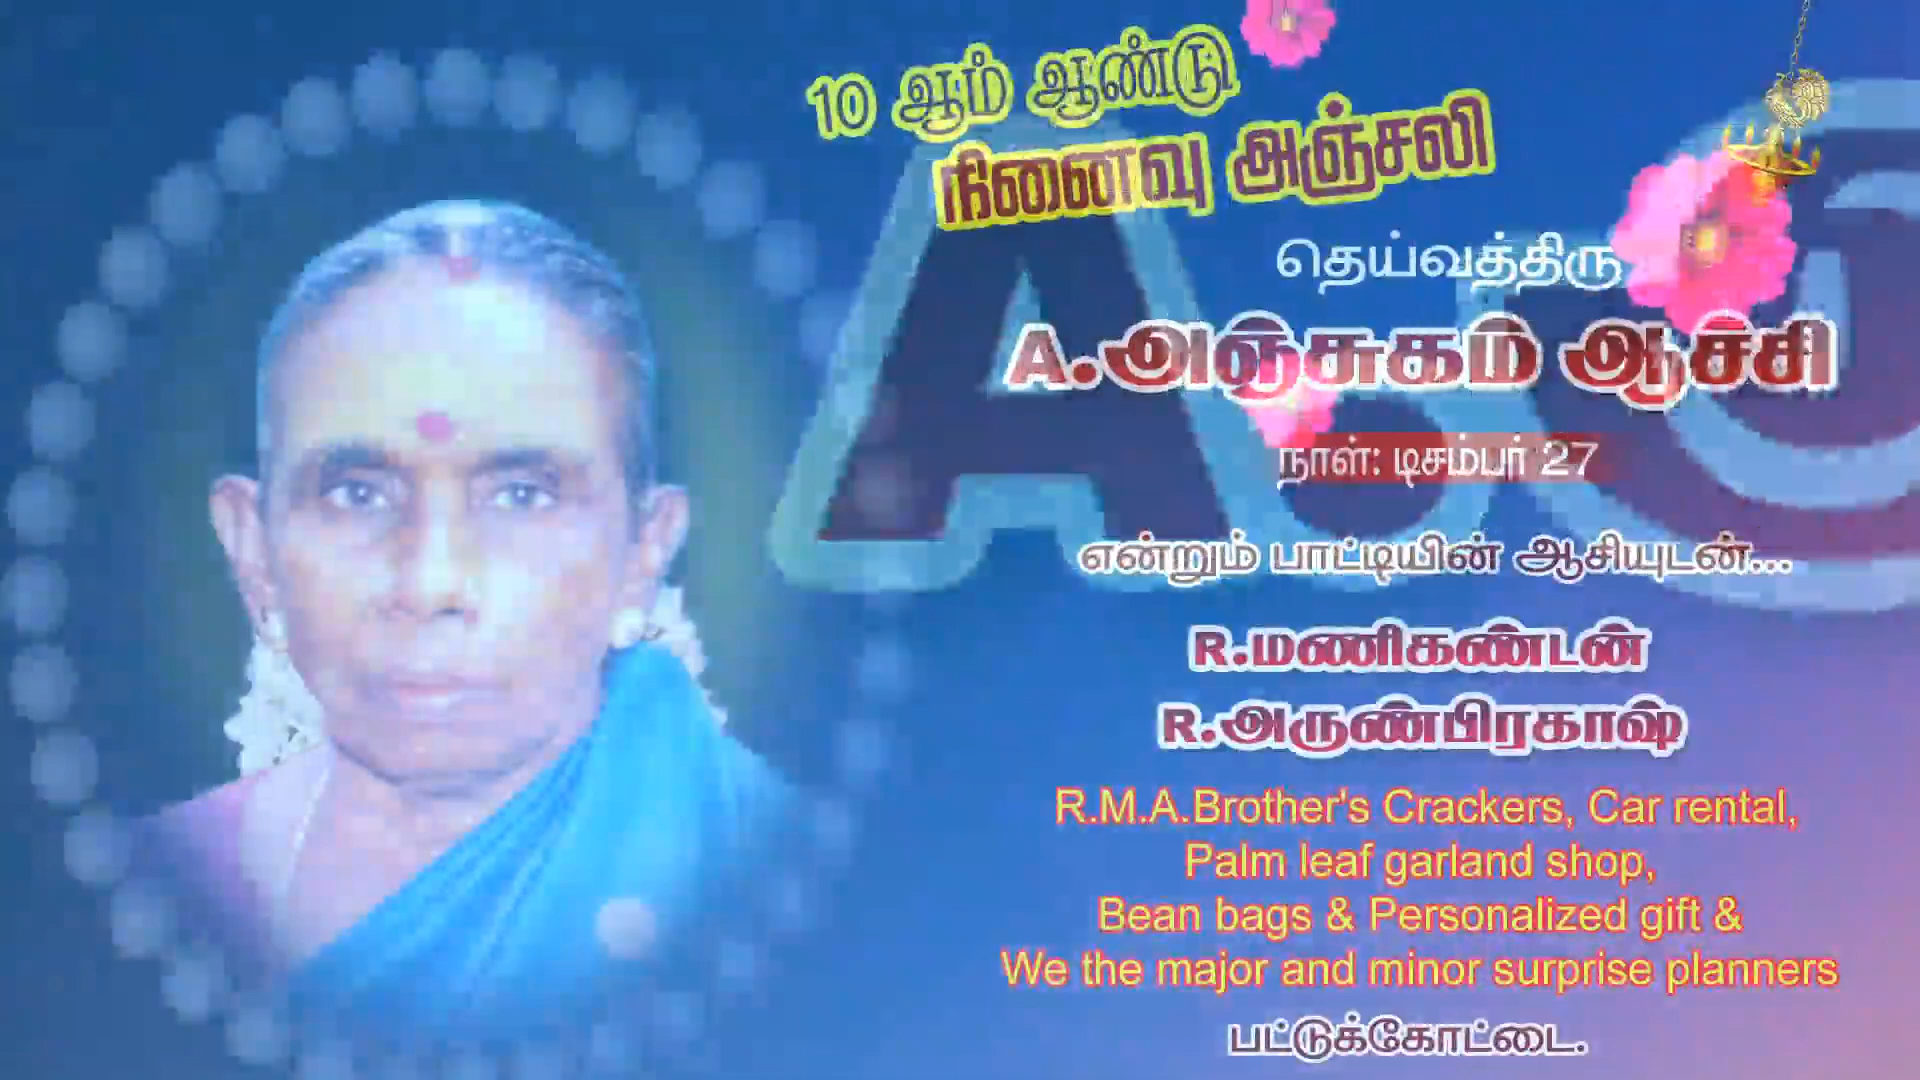 10 ஆம் ஆண்டு
நினைவு அஞ்சலி
தெய்வத்திரு
A.அஞ்சுகம் ஆச்சி
நாள்: டிசம்பர் 27
என்றும் பாட்டியின் ஆசியுடன்...
R.மணிகண்டன்
R.அருண்பிரகாஷ்
R.M.A.Brother's Crackers, Car rental,
Palm leaf garland shop,
Bean bags & Personalized gift &
We the major and minor surprise planners
பட்டுக்கோட்டை.